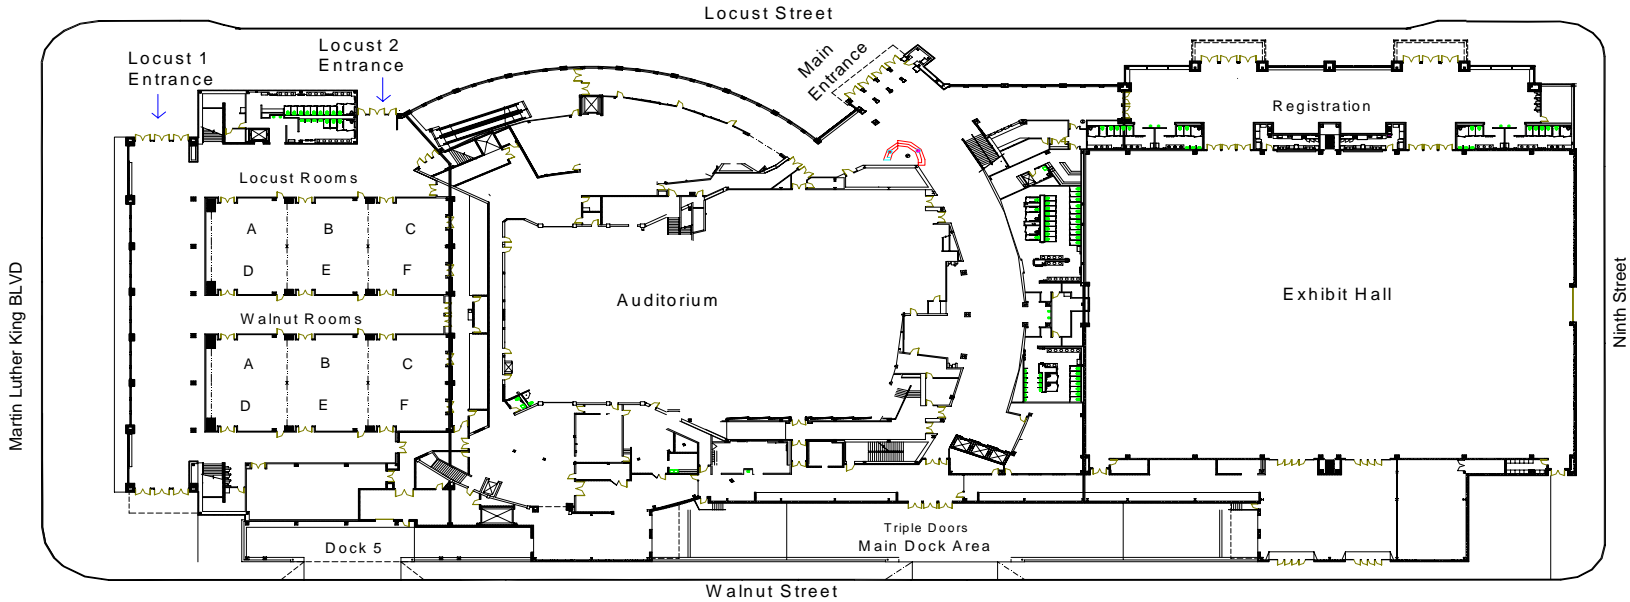 Locust Street
Locust 1
Entrance
Locust 2
Entrance
Main
Entrance
Registration
Locust Rooms
A
B
C
D
E
F
Walnut Rooms
A
B
C
D
E
F
Auditorium
Exhibit Hall
Martin Luther King BLVD
Ninth Street
Dock 5
Triple Doors
Main Dock Area
Walnut Street